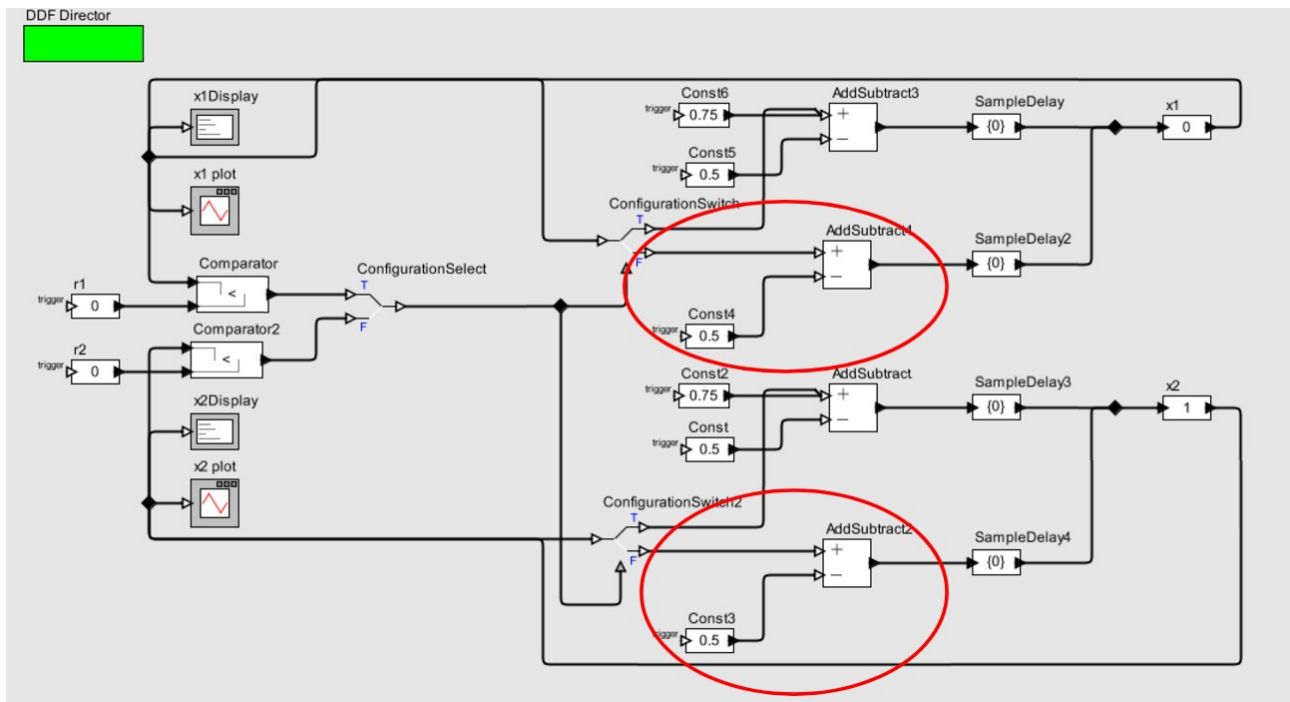 DDF Director
x1Display
x1 plot
Const6
trigger
0.75
AddSubtract3
+
−
SampleDelay
{0}
x1
0
Const5
trigger
0.5
ConfigurationSwitch
T
F
AddSubtract4
+
−
SampleDelay2
{0}
Const4
trigger
0.5
Comparator
<
ConfigurationSelect
T
F
r1
trigger
0
Comparator2
<
r2
trigger
0
x2Display
x2 plot
Const2
trigger
0.75
AddSubtract
+
−
SampleDelay3
{0}
x2
1
Const
trigger
0.5
ConfigurationSwitch2
T
F
AddSubtract2
+
−
SampleDelay4
{0}
Const3
trigger
0.5